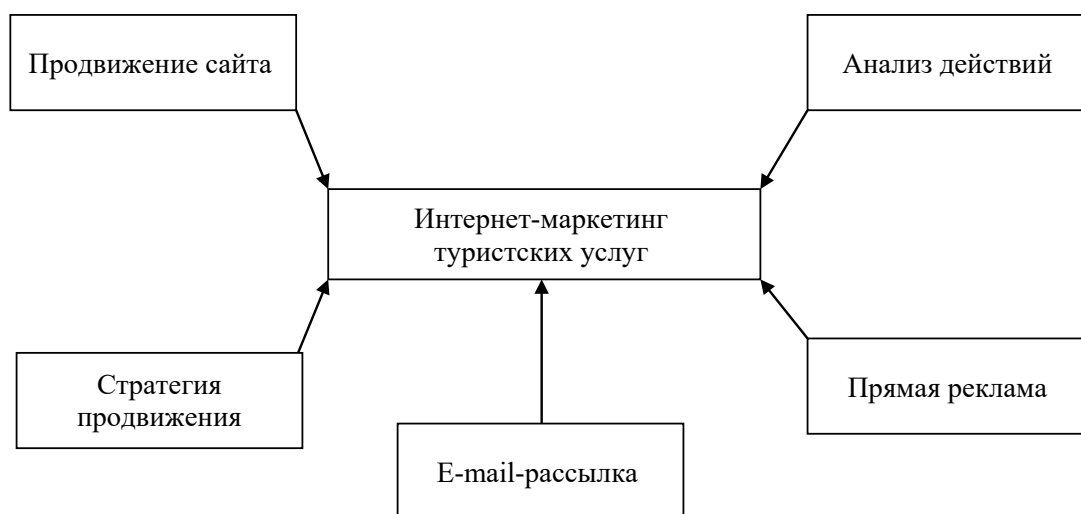 Продвижение сайта
Анализ действий
Интернет-маркетинг
туристских услуг
Стратегия
продвижения
Прямая реклама
E-mail-рассылка